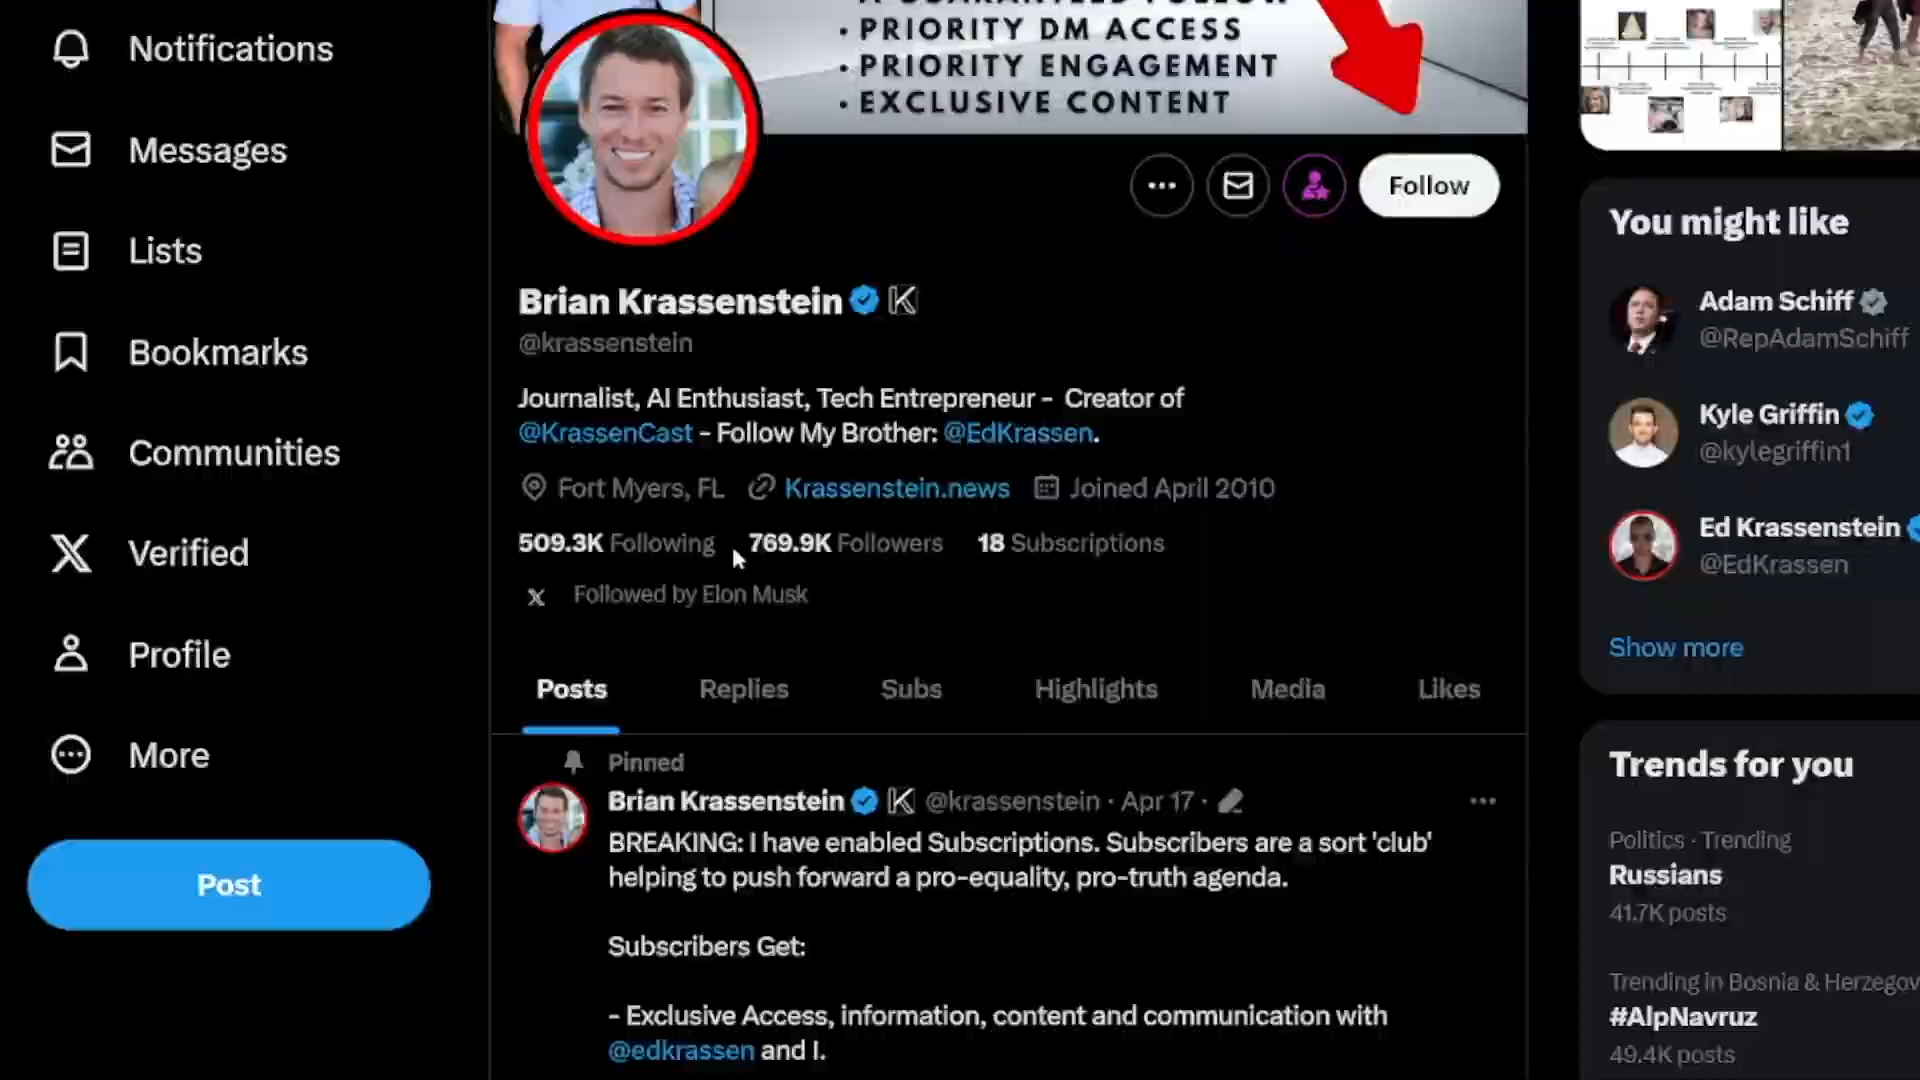 Notifications
Messages
Lists
Bookmarks
Communities
Verified
Profile
More
Post
• PRIORITY DM ACCESS
• PRIORITY ENGAGEMENT
• EXCLUSIVE CONTENT
Follow
Brian Krassenstein
@krassenstein
Journalist, AI Enthusiast, Tech Entrepreneur - Creator of
@KrassenCast - Follow My Brother: @EdKrassen.
Fort Myers, FL Krassenstein.news Joined April 2010
509.3K Following 769.9K Followers 18 Subscriptions
Followed by Elon Musk
Posts Replies Subs Highlights Media Likes
Pinned
Brian Krassenstein @krassenstein · Apr 17 ·
BREAKING: I have enabled Subscriptions. Subscribers are a sort 'club'
helping to push forward a pro-equality, pro-truth agenda.
Subscribers Get:
- Exclusive Access, information, content and communication with
@edkrassen and I.
You might like
Adam Schiff
@RepAdamSchiff
Kyle Griffin
@kylegriffin1
Ed Krassenstein
@EdKrassen
Show more
Trends for you
Politics · Trending
Russians
41.7K posts
Trending in Bosnia & Herzegov
#AlpNavruz
49.4K posts